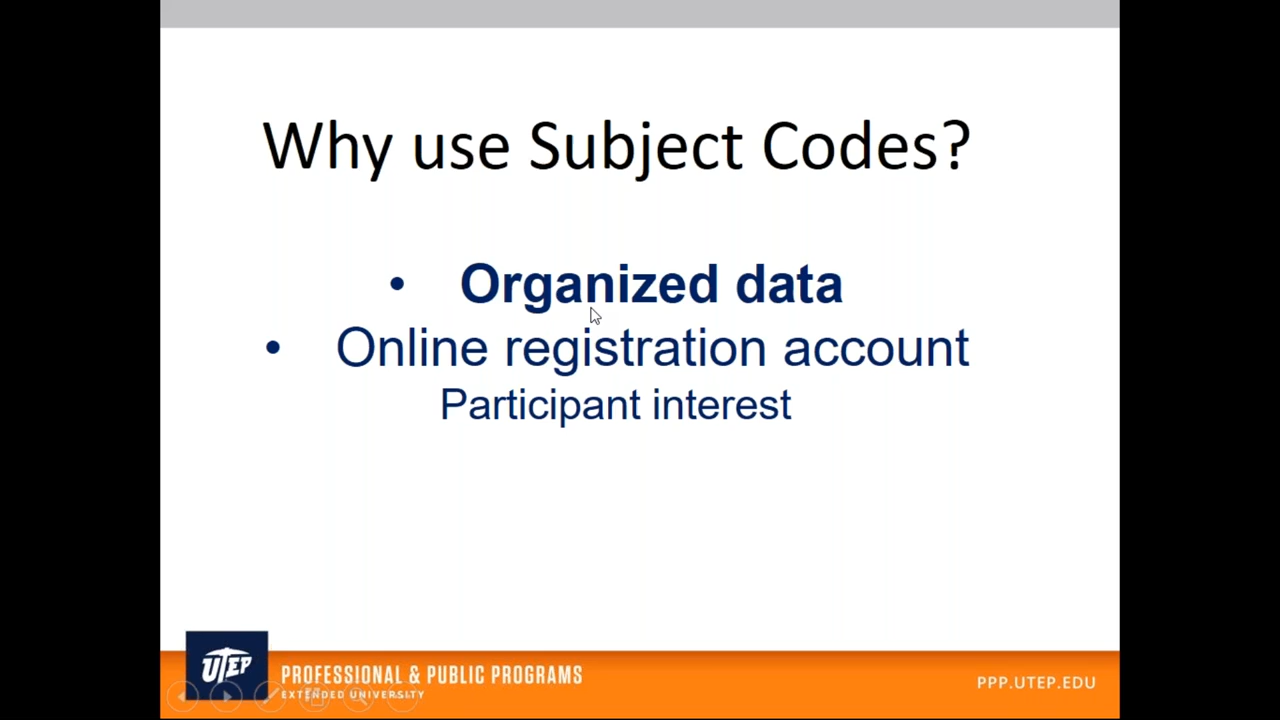 Why use Subject Codes?
• Organized data
• Online registration account
Participant interest
UTEP
PROFESSIONAL & PUBLIC PROGRAMS
EXTENDED UNIVERSITY
PPP.UTEP.EDU